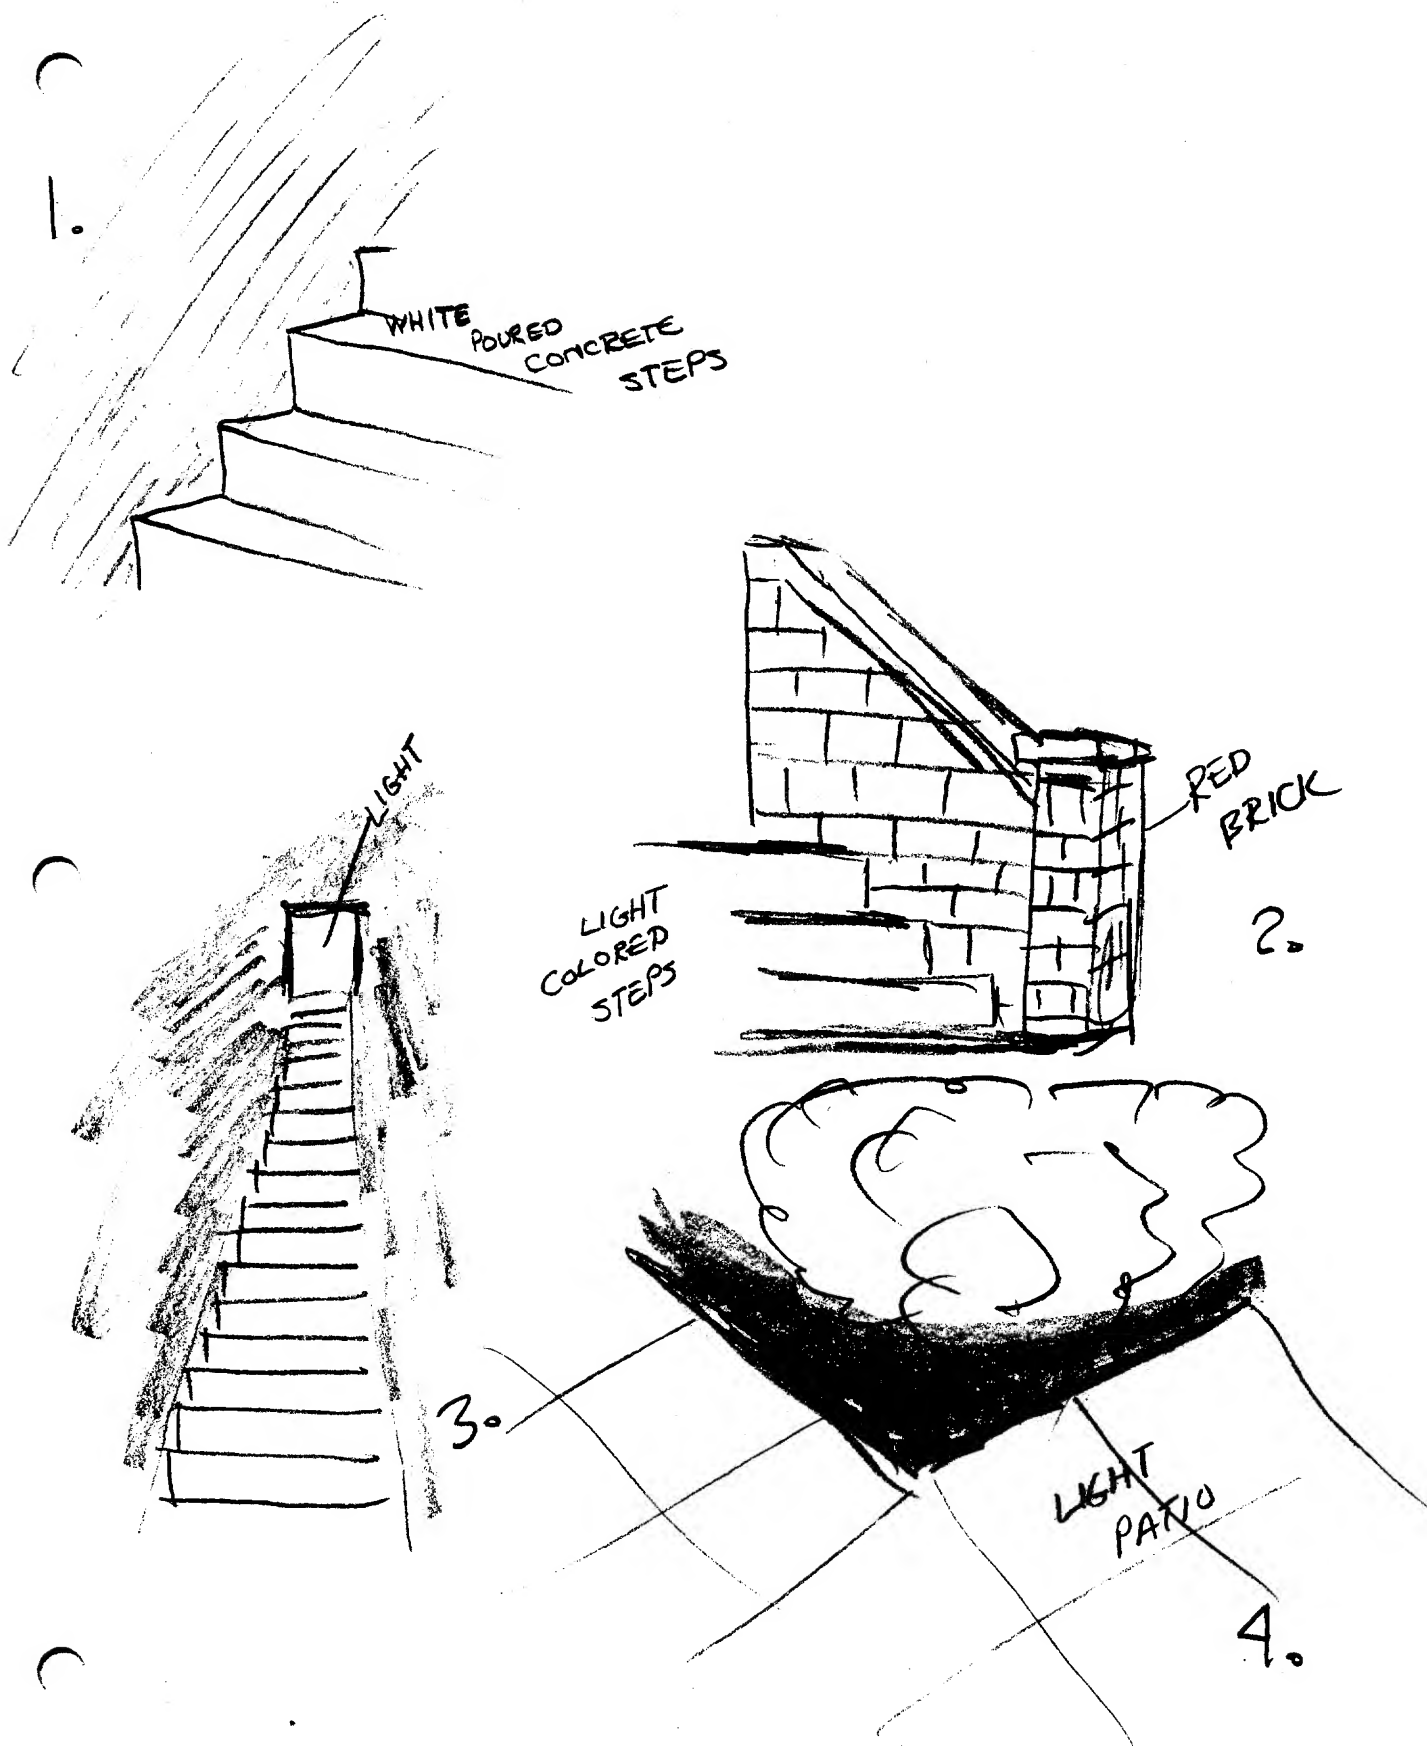 1.
WHITE
POURED
CONCRETE
STEPS
RED
BRICK
2.
LIGHT
COLORED
STEPS
LIGHT
3.
LIGHT
PATIO
4.